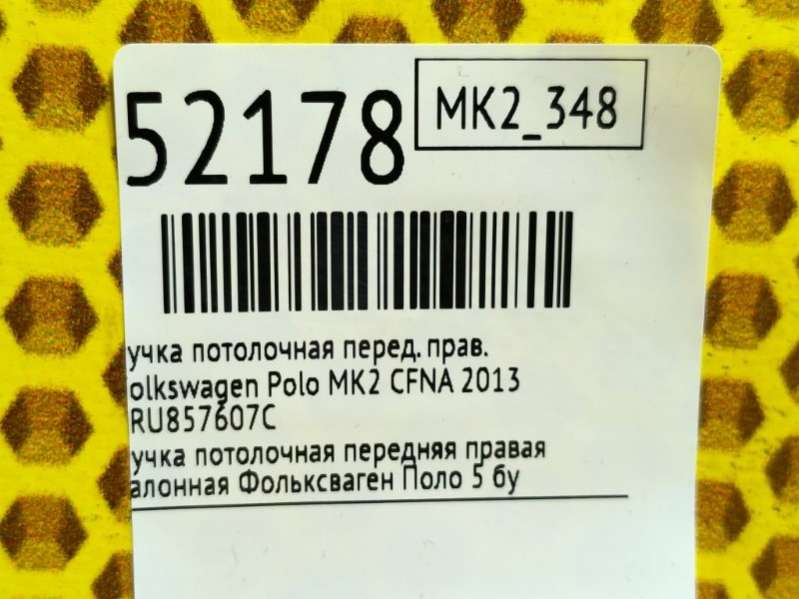 52178
MK2_348
учка потолочная перед. прав.
olkswagen Polo MK2 CFNA 2013
RU857607C
учка потолочная передняя правая
алонная Фольксваген Поло 5 бу